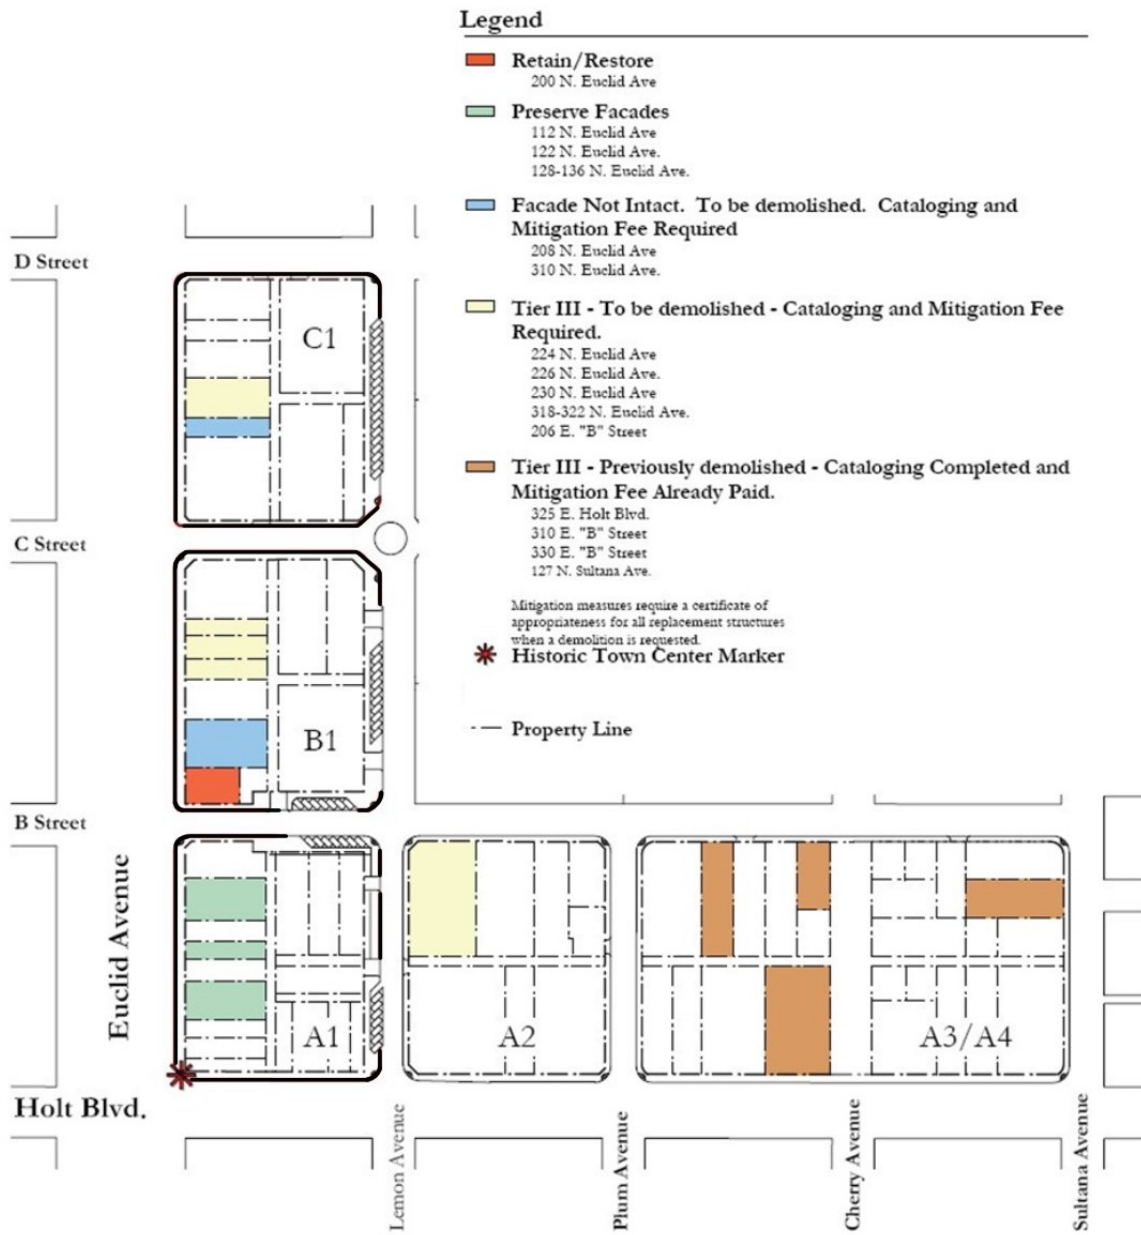 Legend
Retain/Restore
200 N. Euclid Ave
Preserve Facades
112 N. Euclid Ave
122 N. Euclid Ave.
128-136 N. Euclid Ave.
Facade Not Intact. To be demolished. Cataloging and
Mitigation Fee Required
208 N. Euclid Ave
310 N. Euclid Ave.
Tier III - To be demolished - Cataloging and Mitigation Fee
Required.
224 N. Euclid Ave
226 N. Euclid Ave.
230 N. Euclid Ave
318-322 N. Euclid Ave.
206 E. "B" Street
Tier III - Previously demolished - Cataloging Completed and
Mitigation Fee Already Paid.
325 E. Holt Blvd.
310 E. "B" Street
330 E. "B" Street
127 N. Sultana Ave.
Mitigation measures require a certificate of
appropriateness for all replacement structures
when a demolition is requested.
Historic Town Center Marker
Property Line
D Street
C1
C Street
B1
B Street
Euclid Avenue
A1
A2
A3/A4
Holt Blvd.
Lemon Avenue
Plum Avenue
Cherry Avenue
Sultana Avenue